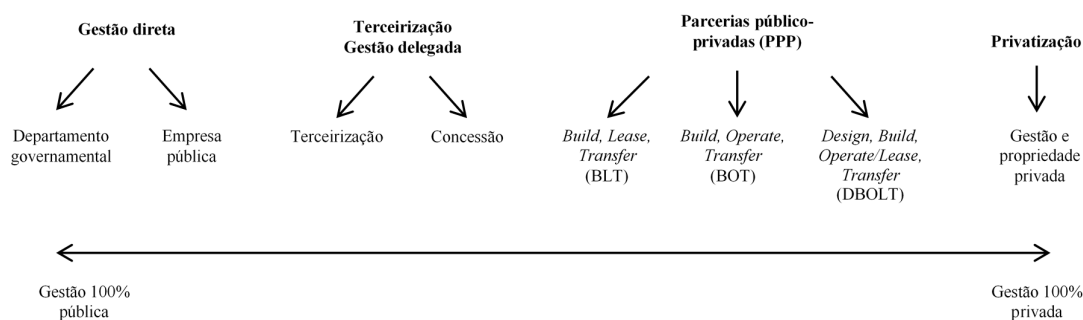 Gestão direta
Terceirização
Gestão delegada
Parcerias público-
privadas (PPP)
Privatização
Departamento
governamental
Empresa
pública
Terceirização
Concessão
Build, Lease,
Transfer
(BLT)
Build, Operate,
Transfer
(BOT)
Design, Build,
Operate/Lease,
Transfer
(DBOLT)
Gestão e
propriedade
privada
Gestão 100%
pública
Gestão 100%
privada